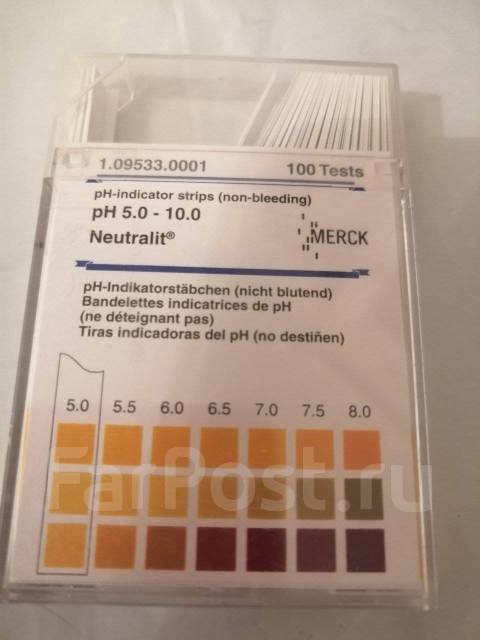 1.09533.0001 100 Tests
pH-indicator strips (non-bleeding)
pH 5.0 - 10.0
Neutralit®
MERCK
pH-Indikatorstäbchen (nicht blutend)
Bandelettes indicatrices de pH
(ne déteignant pas)
Tiras indicadoras del pH (no destiñen)
5.0 5.5 6.0 6.5 7.0 7.5 8.0
FarPost.ru